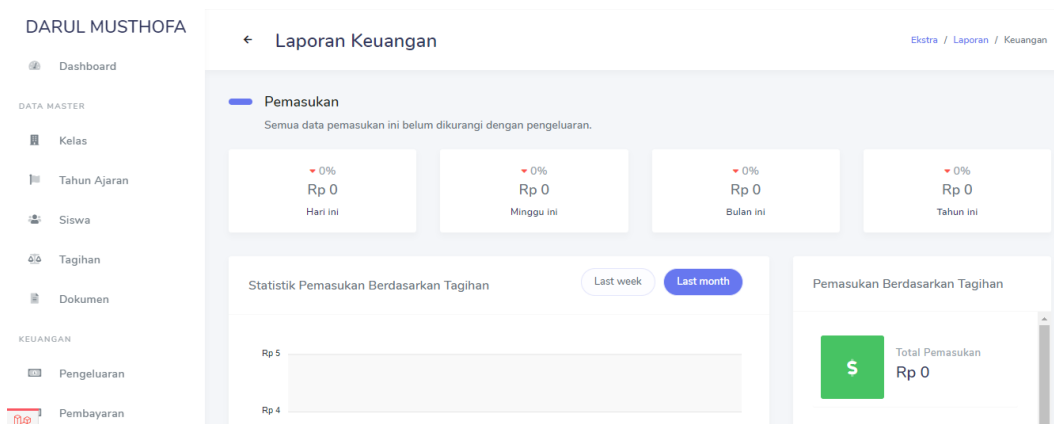 DARUL MUSTHOFA
Dashboard
DATA MASTER
Kelas
Tahun Ajaran
Siswa
Tagihan
Dokumen
KEUANGAN
Pengeluaran
Pembayaran
Laporan Keuangan
Ekstra / Laporan / Keuangan
Pemasukan
Semua data pemasukan ini belum dikurangi dengan pengeluaran.
0%
Rp 0
Hari ini
0%
Rp 0
Minggu ini
0%
Rp 0
Bulan ini
0%
Rp 0
Tahun ini
Statistik Pemasukan Berdasarkan Tagihan
Last week
Last month
Rp 5
Rp 4
Pemasukan Berdasarkan Tagihan
$
Total Pemasukan
Rp 0